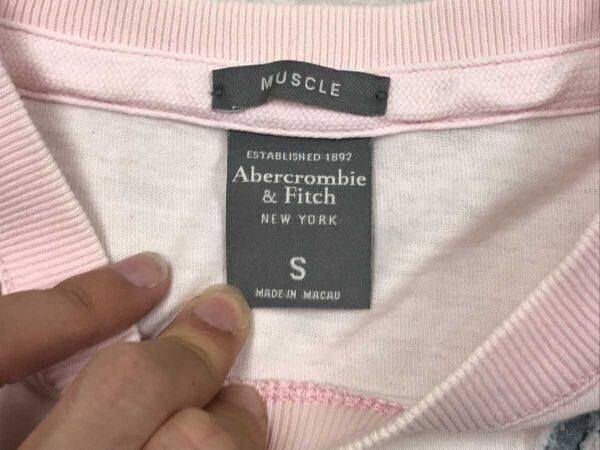 MUSCLE
ESTABLISHED 1892
Abercrombie
& Fitch
NEW YORK
S
MADE IN MACAU